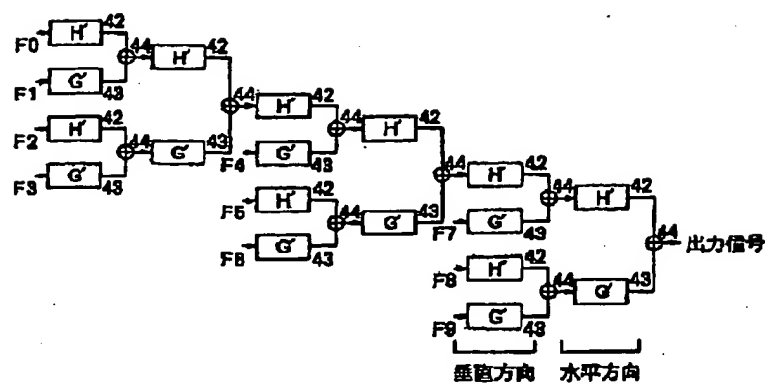 F0 H' 42
44 H' 42
F1 G' 43
44 H' 42
F2 H' 42
44 G' 43
44 H' 42
F3 G' 43
F4 G' 43
44 H' 42
F5 H' 42
44 G' 43
44 H' 42
F6 G' 43
F7 G' 43
44 出力信号
F8 H' 42
44 G' 43
F9 G' 43
垂直方向 水平方向